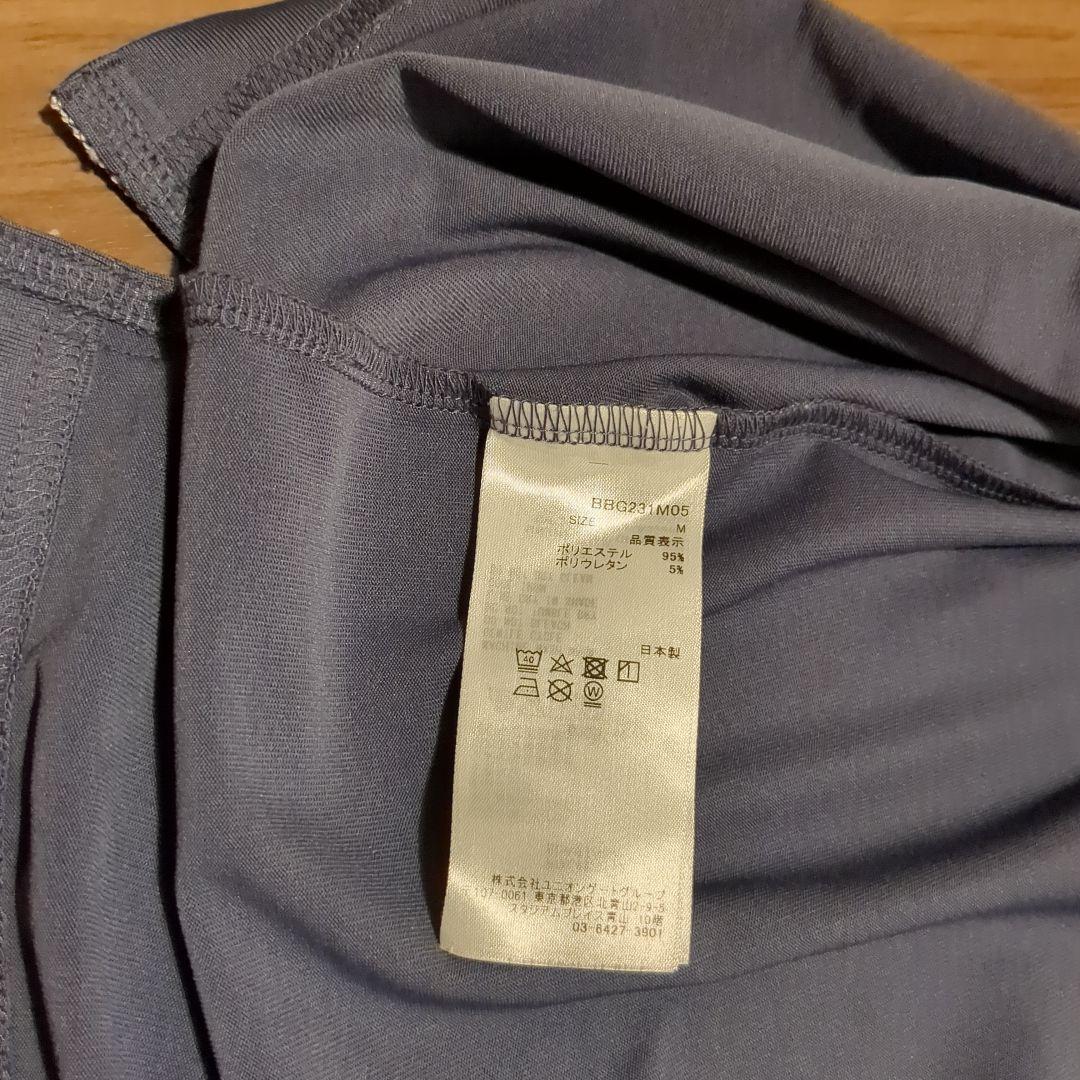 BBG231M05
SIZE M
品質表示
ポリエステル 95%
ポリウレタン 5%
日本製
40
W
株式会社ユニオンゲートグループ
〒107-0061 東京都港区北青山2-9-5
スタジアムプレイス青山 10階
03-6427-3901